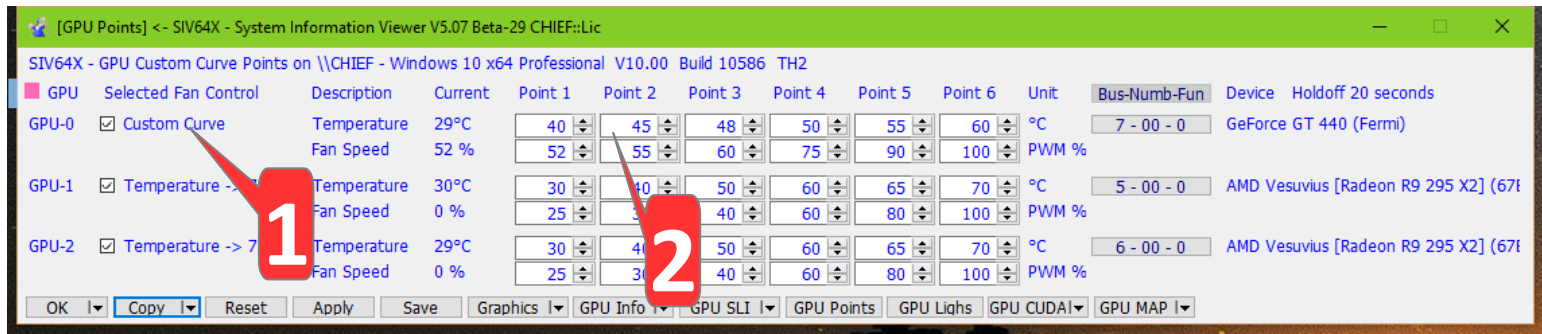 [GPU Points] <- SIV64X - System Information Viewer V5.07 Beta-29 CHIEF::Lic
SIV64X - GPU Custom Curve Points on \\CHIEF - Windows 10 x64 Professional V10.00 Build 10586 TH2
GPU Selected Fan Control Description Current Point 1 Point 2 Point 3 Point 4 Point 5 Point 6 Unit Bus-Numb-Fun Device Holdoff 20 seconds
GPU-0 Custom Curve Temperature 29°C 40 45 48 50 55 60 °C 7 - 00 - 0 GeForce GT 440 (Fermi)
Fan Speed 52 % 52 55 60 75 90 100 PWM %
GPU-1 Temperature -> Temperature 30°C 30 40 50 60 65 70 °C 5 - 00 - 0 AMD Vesuvius [Radeon R9 295 X2] (67E
Fan Speed 0 % 25 40 60 80 100 PWM %
GPU-2 Temperature -> 7 Temperature 29°C 30 50 60 65 70 °C 6 - 00 - 0 AMD Vesuvius [Radeon R9 295 X2] (67E
Fan Speed 0 % 25 40 60 80 100 PWM %
1
2
OK Copy Reset Apply Save Graphics GPU Info GPU SLI GPU Points GPU Lighs GPU CUDA GPU MAP